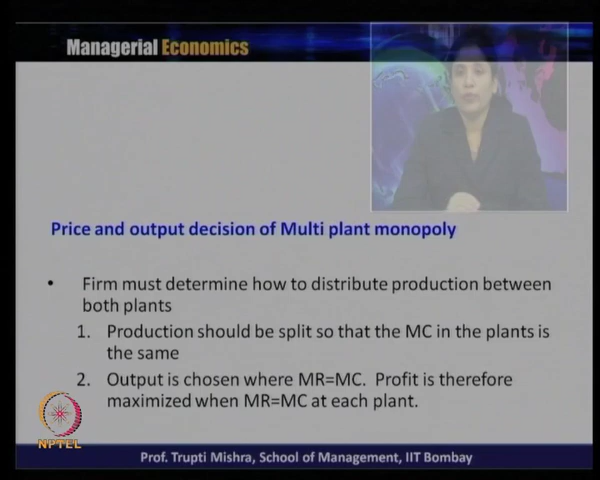 Managerial Economics
Price and output decision of Multi plant monopoly
• Firm must determine how to distribute production between
both plants
1. Production should be split so that the MC in the plants is
the same
2. Output is chosen where MR=MC. Profit is therefore
maximized when MR=MC at each plant.
NPTEL
Prof. Trupti Mishra, School of Management, IIT Bombay